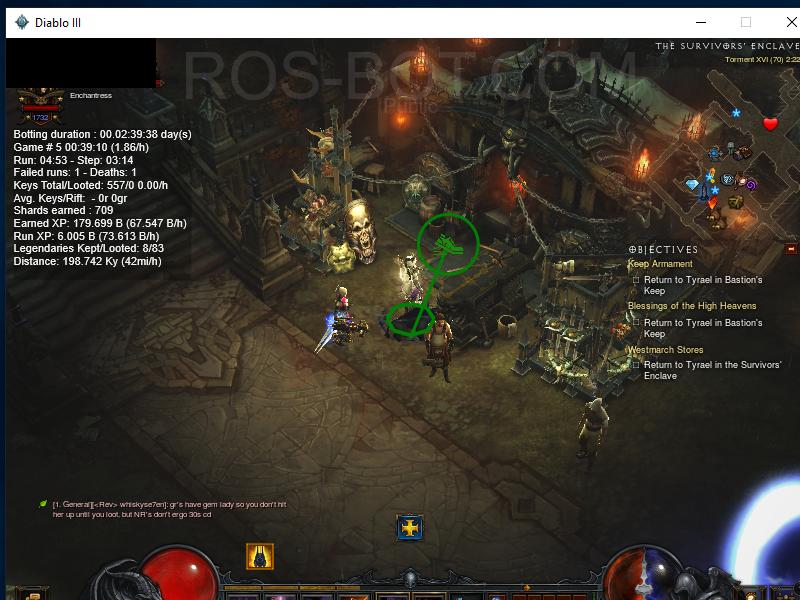 Diablo III
ROS-BOT.COM
THE SURVIVORS' ENCLAVE
Torment XVI (70) 2:22
Enchantress
1732
Botting duration : 00.02:39:38 day(s)
Game # 5 00:39:10 (1.86/h)
Run: 04:53 - Step: 03:14
Failed runs: 1 - Deaths: 1
Keys Total/Looted: 557/0 0.00/h
Avg. Keys/Rift:  - 0r 0gr
Shards earned : 709
Earned XP: 179.699 B (67.547 B/h)
Run XP: 6.005 B (73.613 B/h)
Legendaries Kept/Looted: 8/83
Distance: 198.742 Ky (42mi/h)
OBJECTIVES
Keep Armament
Return to Tyrael in Bastion's
Keep
Blessings of the High Heavens
Return to Tyrael in Bastion's
Keep
Westmarch Stores
Return to Tyrael in the Survivors'
Enclave
[1. General][<Rev> whiskyse7en]: gr's have gem lady so you don't hit
her up until you loot, but NR's don't ergo 30s cd